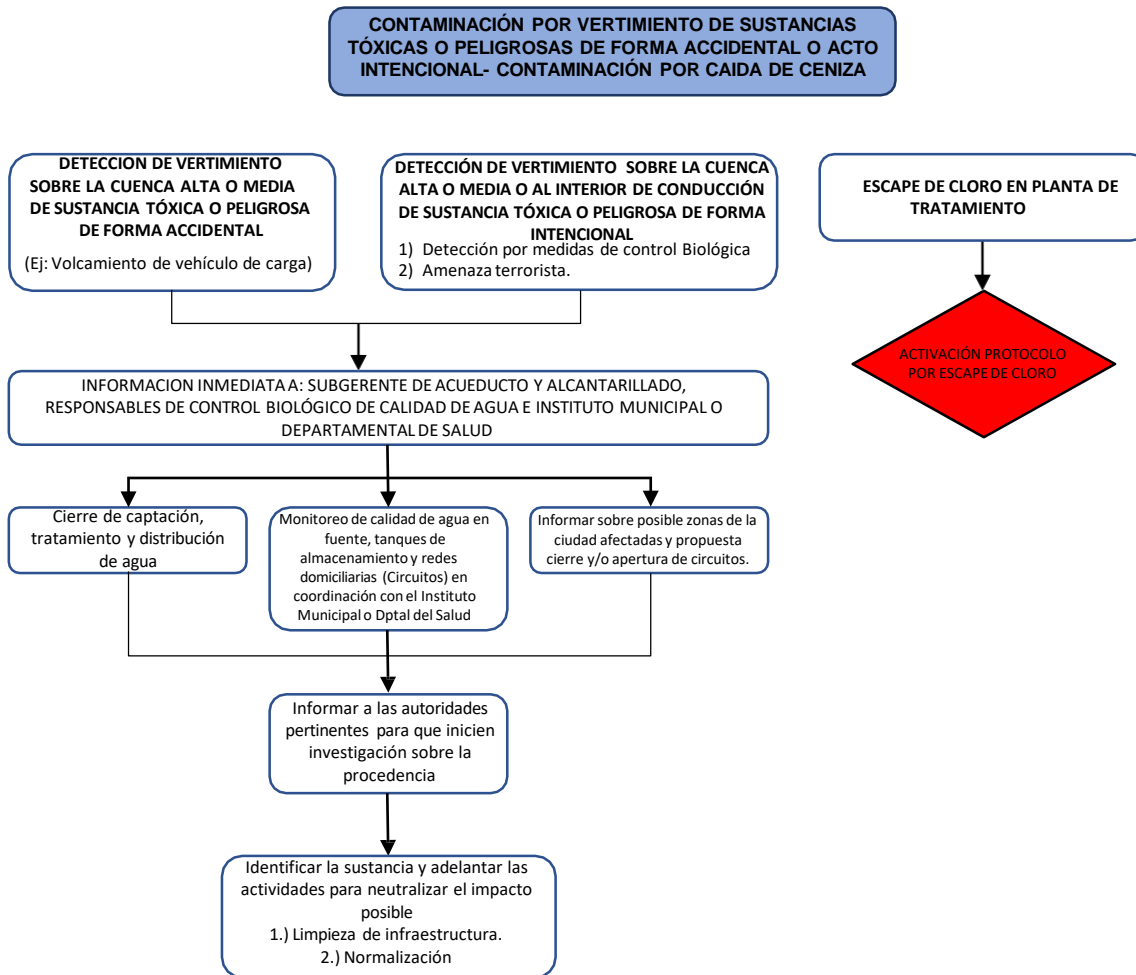 CONTAMINACIÓN POR VERTIMIENTO DE SUSTANCIAS
TÓXICAS O PELIGROSAS DE FORMA ACCIDENTAL O ACTO
INTENCIONAL- CONTAMINACIÓN POR CAIDA DE CENIZA
DETECCION DE VERTIMIENTO
SOBRE LA CUENCA ALTA O MEDIA
DE SUSTANCIA TÓXICA O PELIGROSA
DE FORMA ACCIDENTAL
(Ej: Volcamiento de vehículo de carga)
DETECCIÓN DE VERTIMIENTO SOBRE LA CUENCA
ALTA O MEDIA O AL INTERIOR DE CONDUCCIÓN
DE SUSTANCIA TÓXICA O PELIGROSA DE FORMA
INTENCIONAL
1) Detección por medidas de control Biológica
2) Amenaza terrorista.
ESCAPE DE CLORO EN PLANTA DE
TRATAMIENTO
ACTIVACIÓN PROTOCOLO
POR ESCAPE DE CLORO
INFORMACION INMEDIATA A: SUBGERENTE DE ACUEDUCTO Y ALCANTARILLADO,
RESPONSABLES DE CONTROL BIOLÓGICO DE CALIDAD DE AGUA E INSTITUTO MUNICIPAL O
DEPARTAMENTAL DE SALUD
Cierre de captación,
tratamiento y distribución
de agua
Monitoreo de calidad de agua en
fuente, tanques de
almacenamiento y redes
domiciliarias (Circuitos) en
coordinación con el Instituto
Municipal o Dptal del Salud
Informar sobre posible zonas de la
ciudad afectadas y propuesta
cierre y/o apertura de circuitos.
Informar a las autoridades
pertinentes para que inicien
investigación sobre la
procedencia
Identificar la sustancia y adelantar las
actividades para neutralizar el impacto
posible
1.) Limpieza de infraestructura.
2.) Normalización